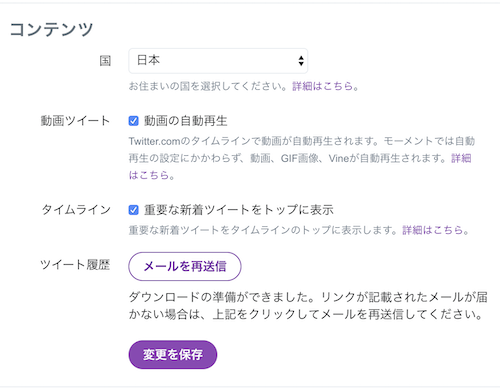 コンテンツ
国 日本
お住まいの国を選択してください。詳細はこちら。
動画ツイート 動画の自動再生
Twitter.comのタイムラインで動画が自動再生されます。モーメントでは自動
再生の設定にかかわらず、動画、GIF画像、Vineが自動再生されます。詳細
はこちら。
タイムライン 重要な新着ツイートをトップに表示
重要な新着ツイートをタイムラインのトップに表示します。詳細はこちら。
ツイート履歴 メールを再送信
ダウンロードの準備ができました。リンクが記載されたメールが届
かない場合は、上記をクリックしてメールを再送信してください。
変更を保存